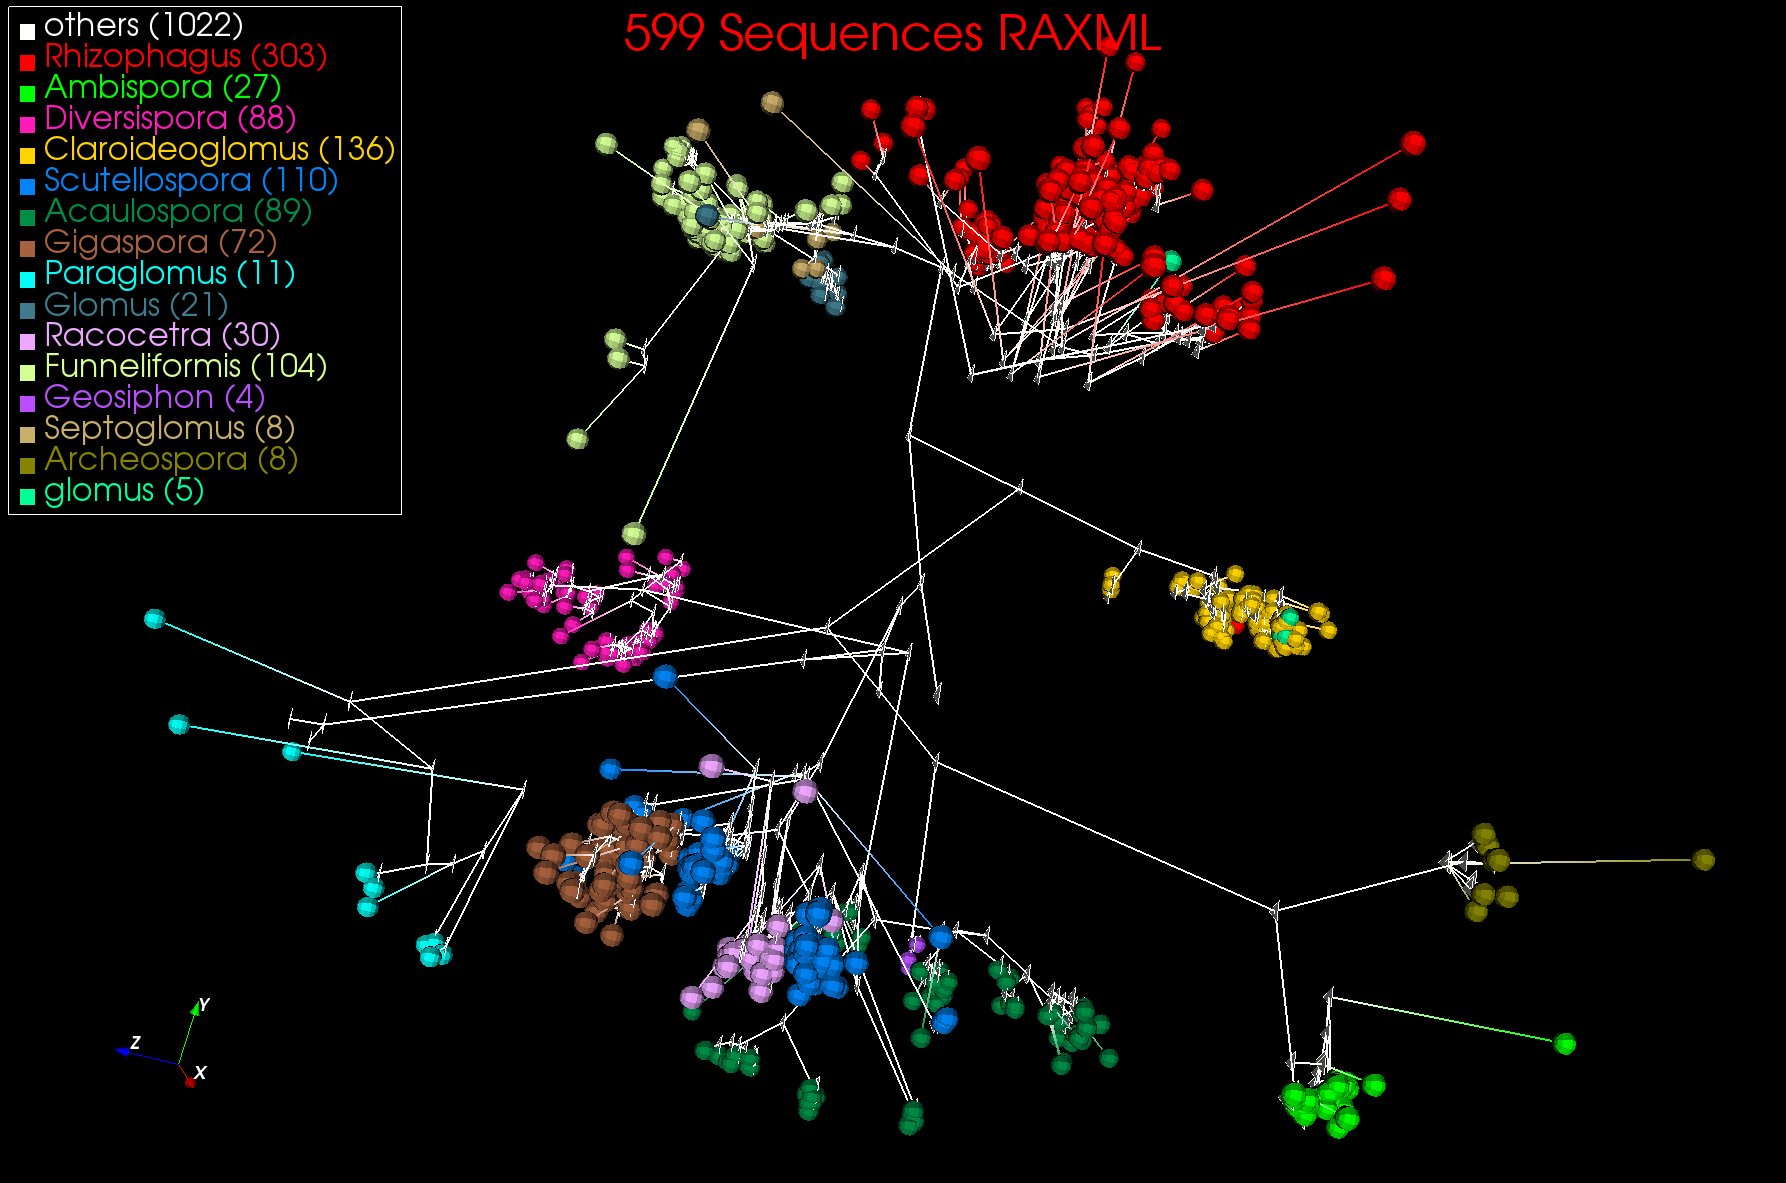 599 Sequences RAXML
others (1022)
Rhizophagus (303)
Ambispora (27)
Diversispora (88)
Claroideoglomus (136)
Scutellospora (110)
Acaulospora (89)
Gigaspora (72)
Paraglomus (11)
Glomus (21)
Racocetra (30)
Funneliformis (104)
Geosiphon (4)
Septoglomus (8)
Archeospora (8)
glomus (5)
Y
Z
X